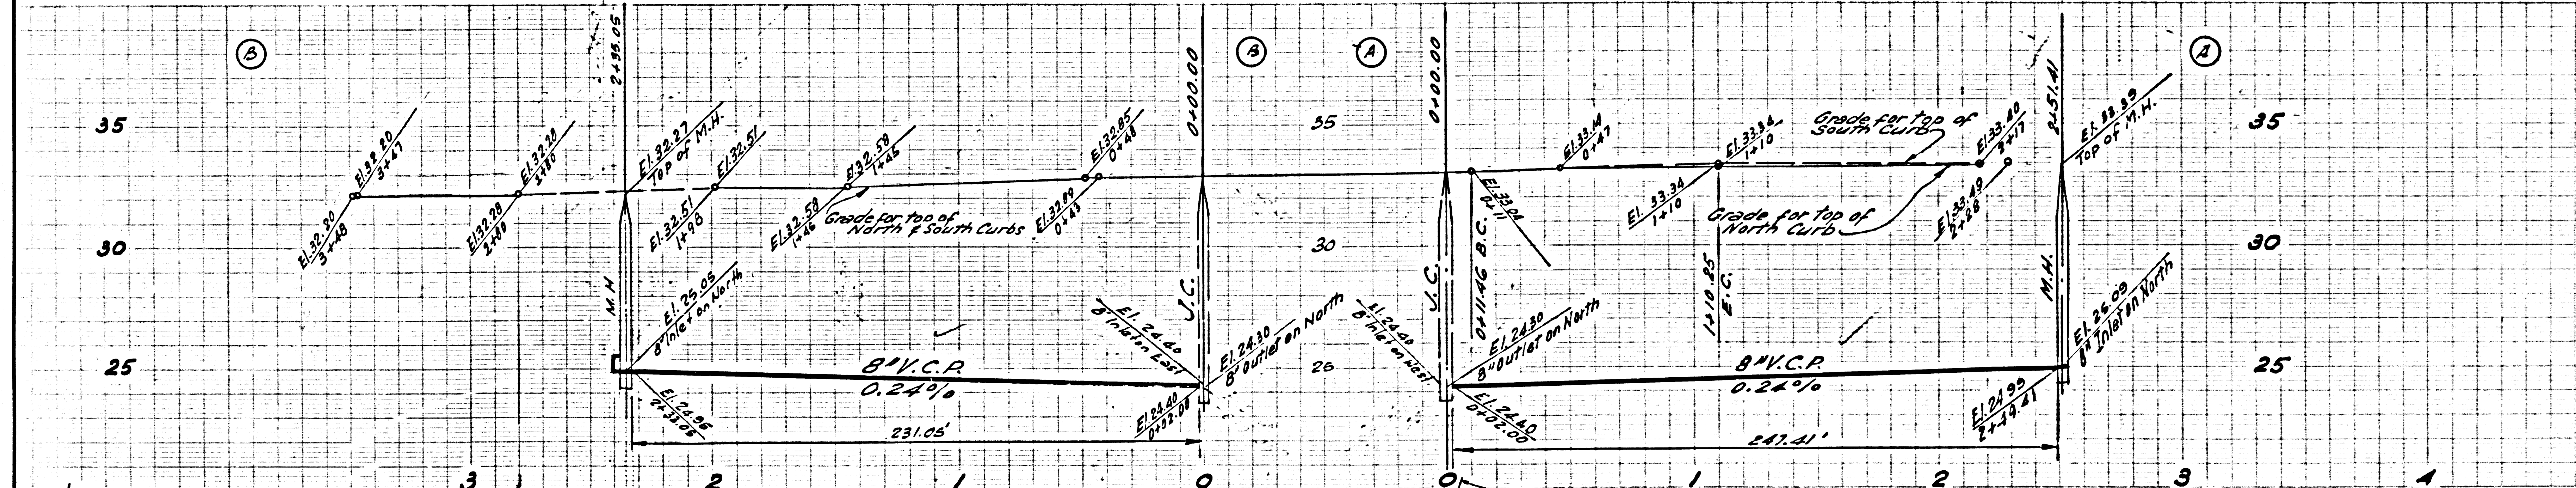 B
2+35.05
35
30
25
El. 32.20
3+47
El. 32.20
3+48
El. 32.28
2+80
El. 32.28
2+80
El. 32.27
Top of M.H.
El. 32.51
El. 32.51
1+98
El. 32.58
1+46
El. 32.58
1+46
Grade for top of
North & South Curbs
El. 32.85
0+48
El. 32.89
0+43
M.H
El. 25.05
8" Inlet on North
El. 24.96
2+33.05
8" V.C.P.
0.24%
231.05'
J.C.
El. 24.40
8" Inlet on East
El. 24.30
8" Outlet on North
El. 24.40
0+02.00
0+00.00
B
A
35
30
25
0+00.00
J.C.
El. 24.40
8" Inlet on West
El. 24.30
8" Outlet on North
El. 24.40
0+02.00
El. 33.04
0+11
0+11.46 B.C.
El. 33.14
0+47
El. 33.34
1+10
El. 33.34
1+10
1+10.85
E.C.
Grade for top of
South Curb
Grade for top of
North Curb
El. 33.40
2+17
El. 33.49
2+28
2+51.41
El. 33.39
Top of M.H.
M.H.
El. 25.09
8" Inlet on North
El. 24.99
2+49.41
8" V.C.P.
0.24%
247.41'
A
35
30
25
3
2
1
0
0
1
2
3
4